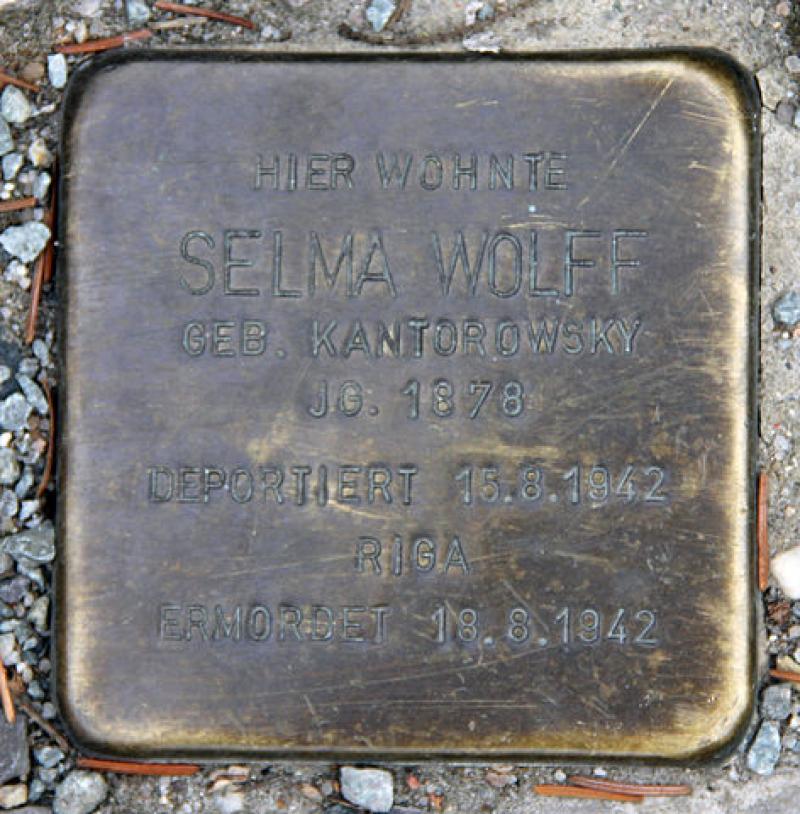 HIER WOHNTE
SELMA WOLFF
GEB. KANTOROWSKY
JG. 1878
DEPORTIERT 15.8.1942
RIGA
ERMORDET 18.8.1942